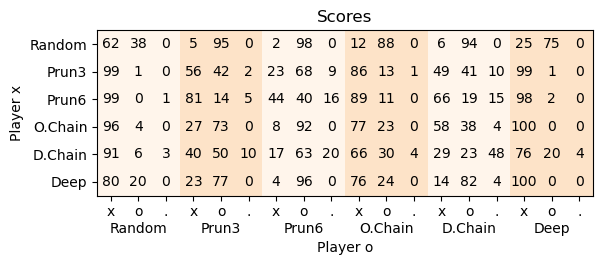 Scores
Random 62 38 0 5 95 0 2 98 0 12 88 0 6 94 0 25 75 0
Prun3 99 1 0 56 42 2 23 68 9 86 13 1 49 41 10 99 1 0
Prun6 99 0 1 81 14 5 44 40 16 89 11 0 66 19 15 98 2 0
O.Chain 96 4 0 27 73 0 8 92 0 77 23 0 58 38 4 100 0 0
D.Chain 91 6 3 40 50 10 17 63 20 66 30 4 29 23 48 76 20 4
Deep 80 20 0 23 77 0 4 96 0 76 24 0 14 82 4 100 0 0
x o . x o . x o . x o . x o . x o .
Random Prun3 Prun6 O.Chain D.Chain Deep
Player o
Player x